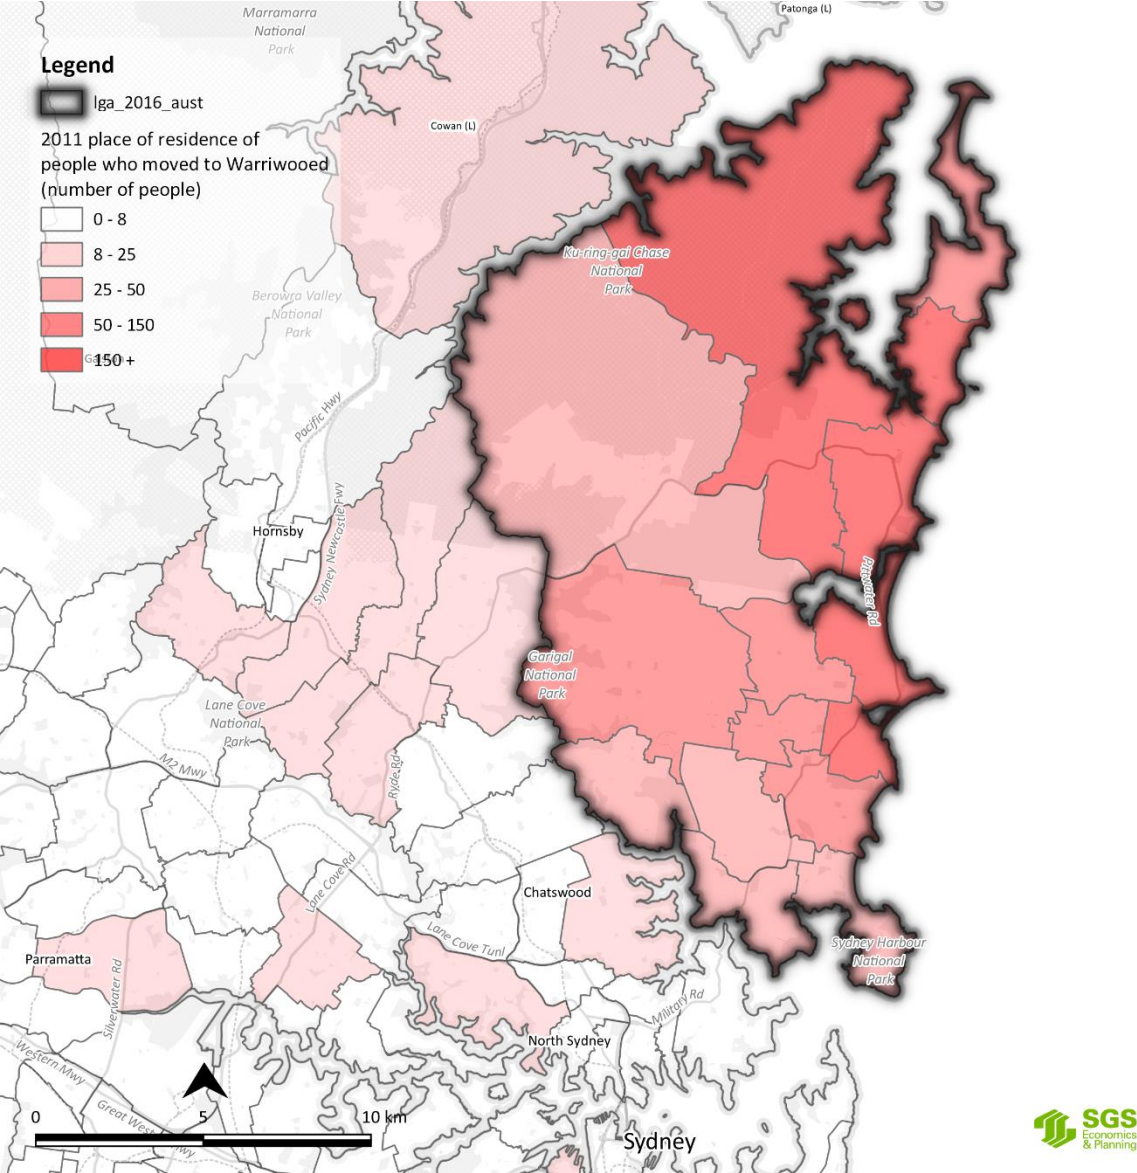 Marramarra
National
Park
Patonga (L)
Legend
lga_2016_aust
2011 place of residence of
people who moved to Warriwooed
(number of people)
0 - 8
8 - 25
25 - 50
50 - 150
150 +
Cowan (L)
Ku-ring-gai Chase
National
Park
Berowra Valley
National
Park
Pacific Hwy
Hornsby
Sydney Newcastle Fwy
Pittwater Rd
Garigal
National
Park
Lane Cove
National
Park
M2 Mwy
Ryde Rd
Lane Cove Rd
Chatswood
Lane Cove Tunl
Parramatta
Silverwater Rd
Sydney Harbour
National
Park
Military Rd
North Sydney
Western Mwy
0 5 10 km
Sydney
SGS
Economics
& Planning